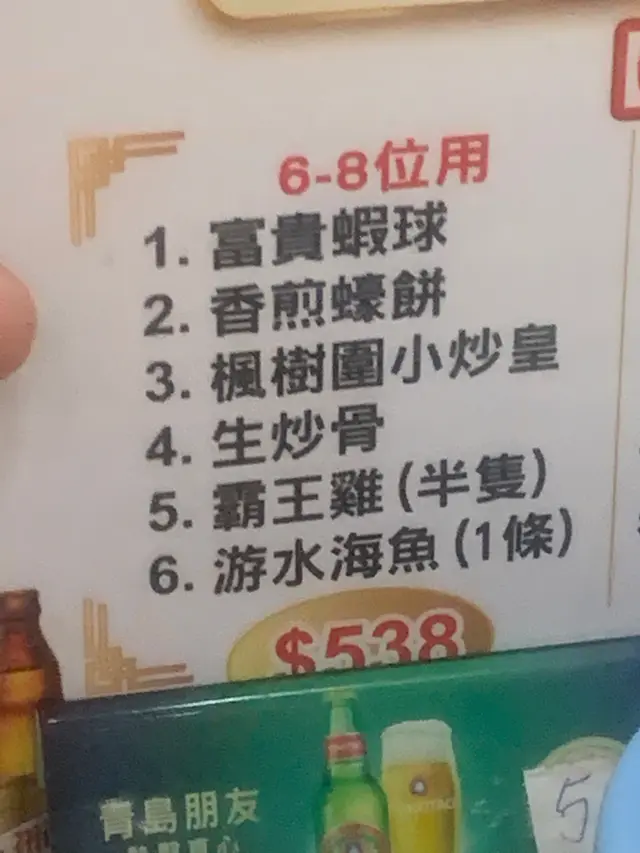 6-8位用
1. 富貴蝦球
2. 香煎蠔餅
3. 楓樹圍小炒皇
4. 生炒骨
5. 霸王雞(半隻)
6. 游水海魚(1條)
$538
青島朋友
5